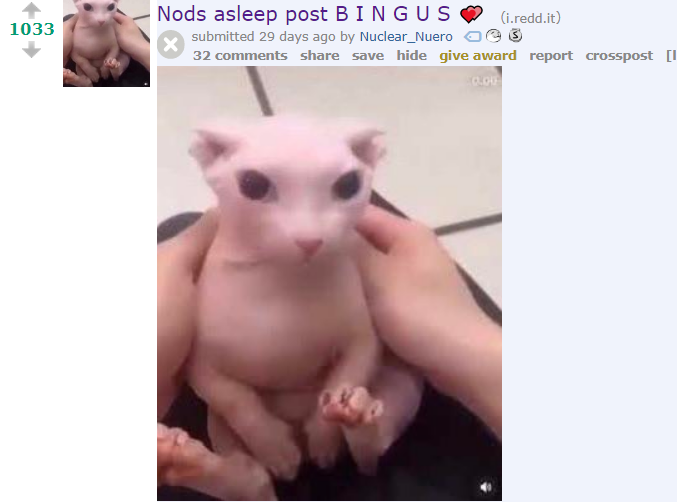 Nods asleep post B I N G U S 💕 (i.redd.it)
1033
submitted 29 days ago by Nuclear_Nuero
32 comments share save hide give award report crosspost [l
0:00